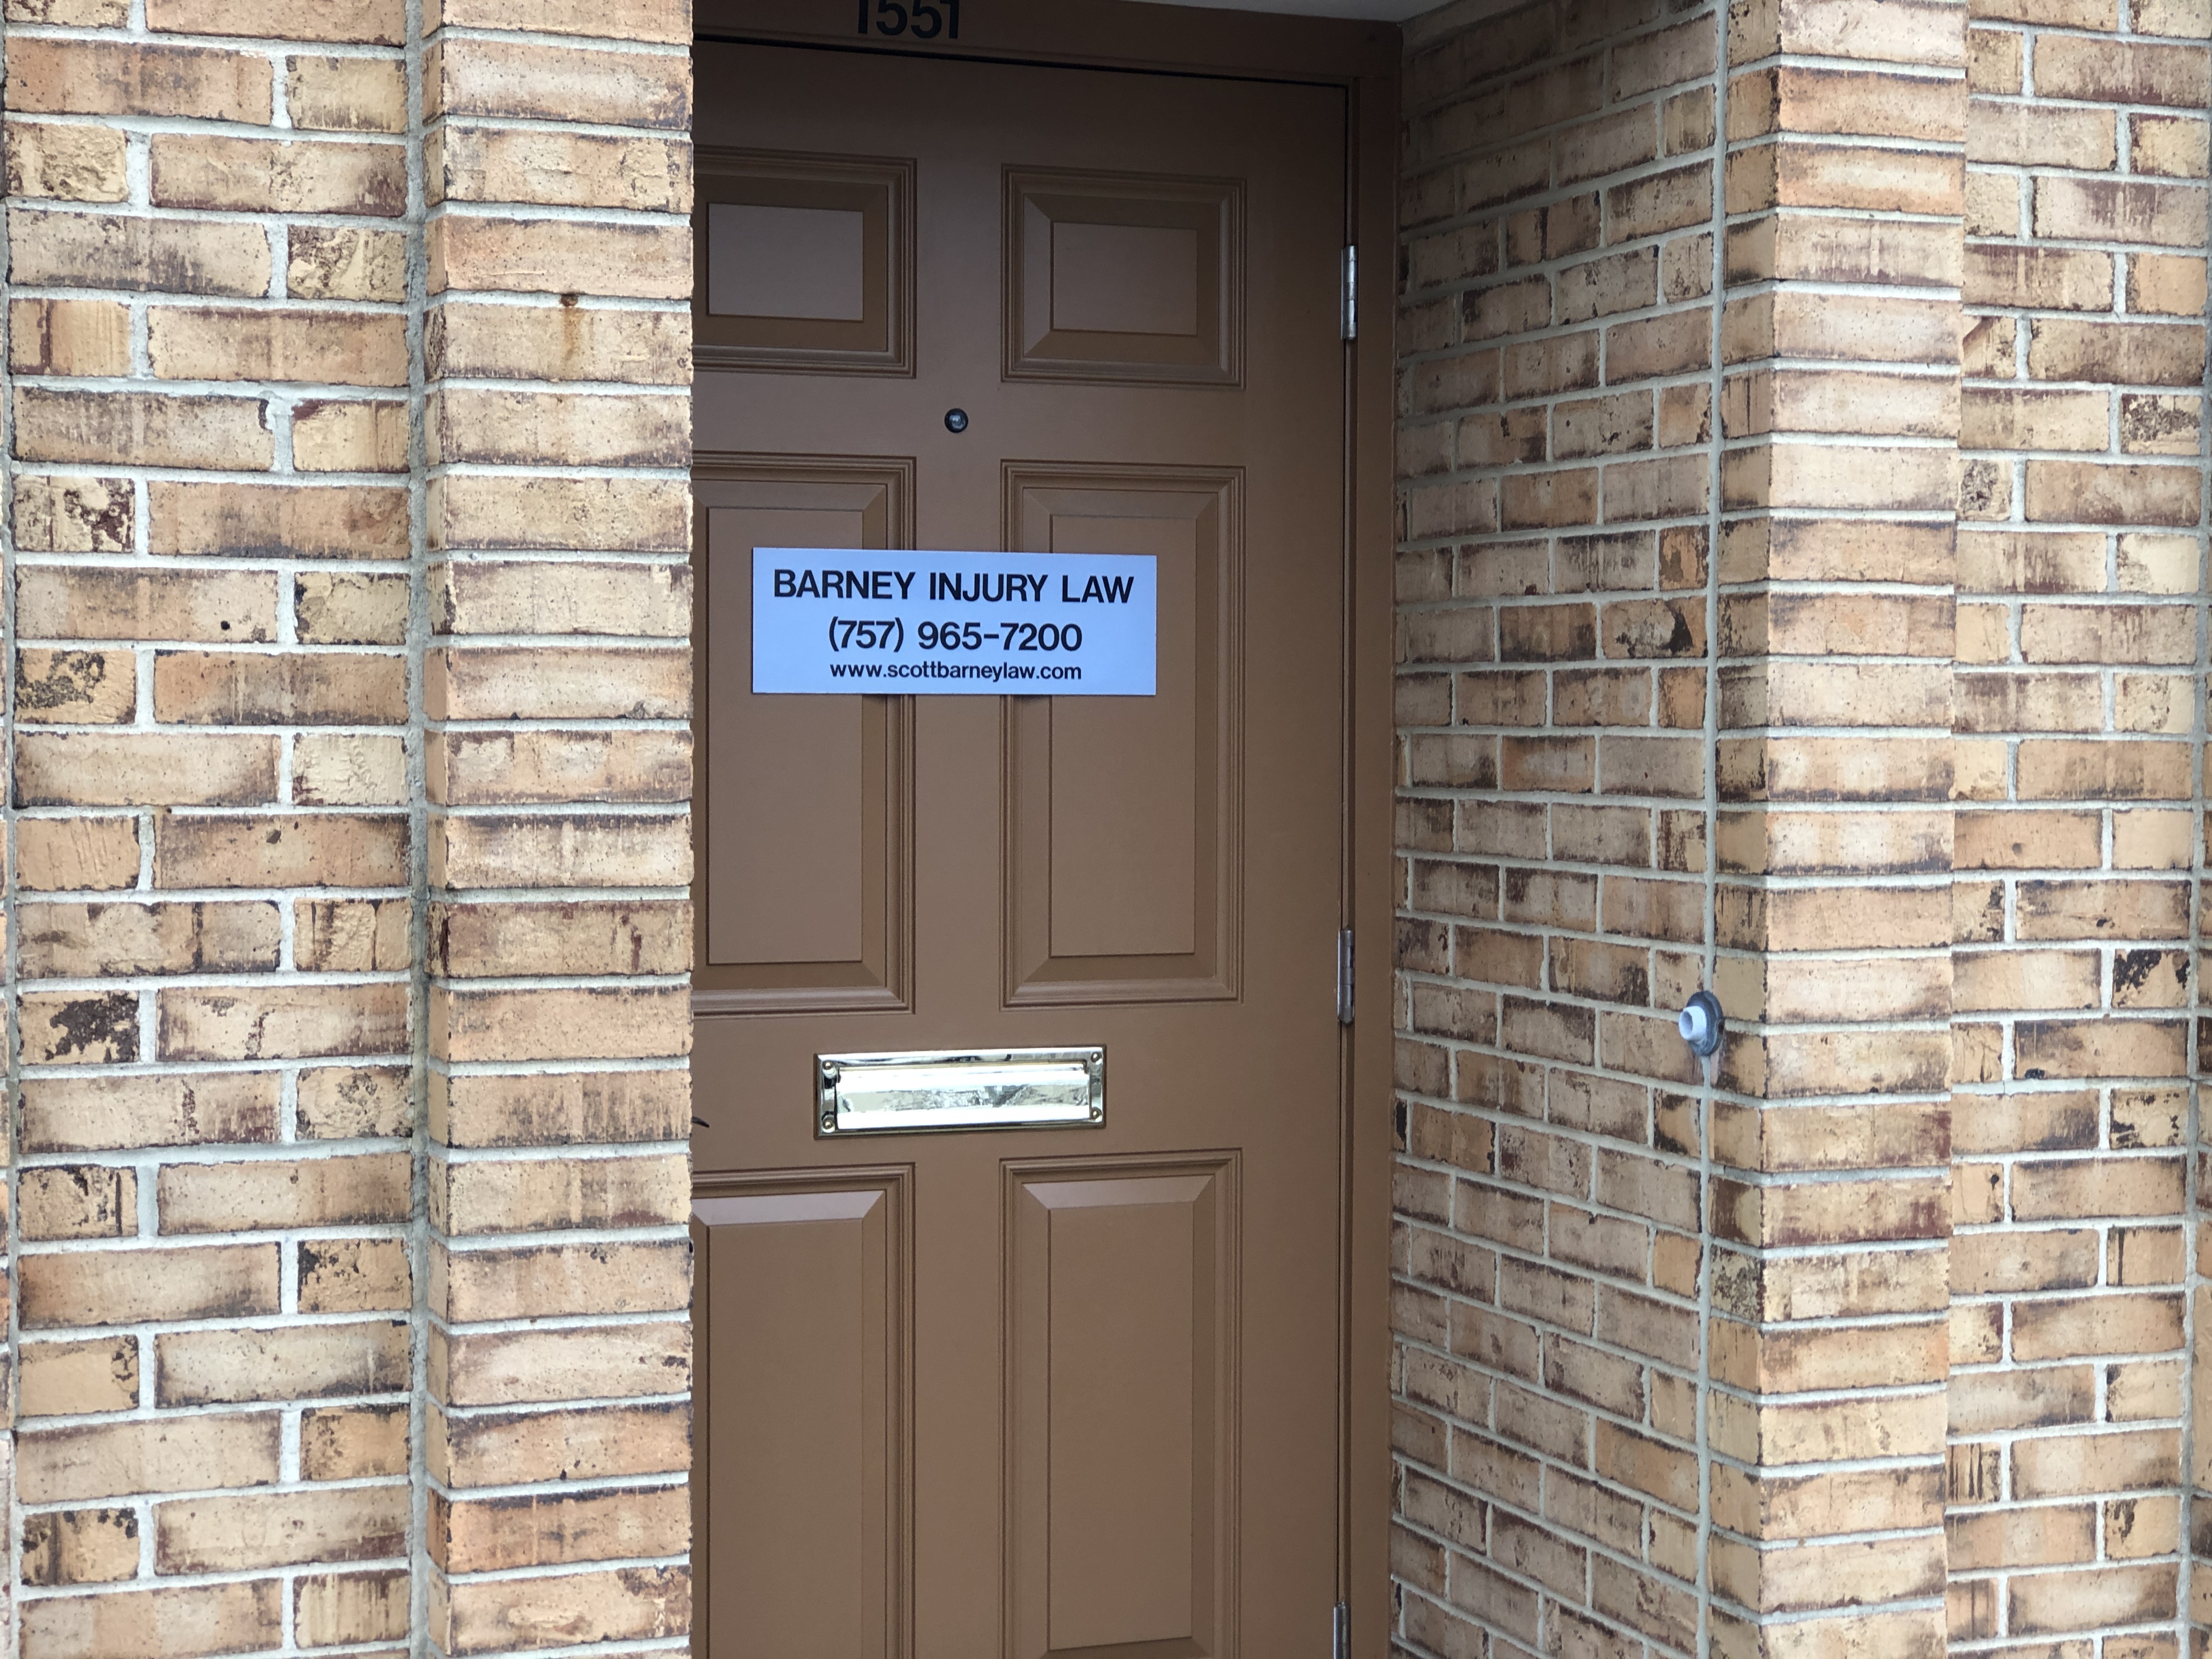 1551
BARNEY INJURY LAW
(757) 965-7200
www.scottbarneylaw.com